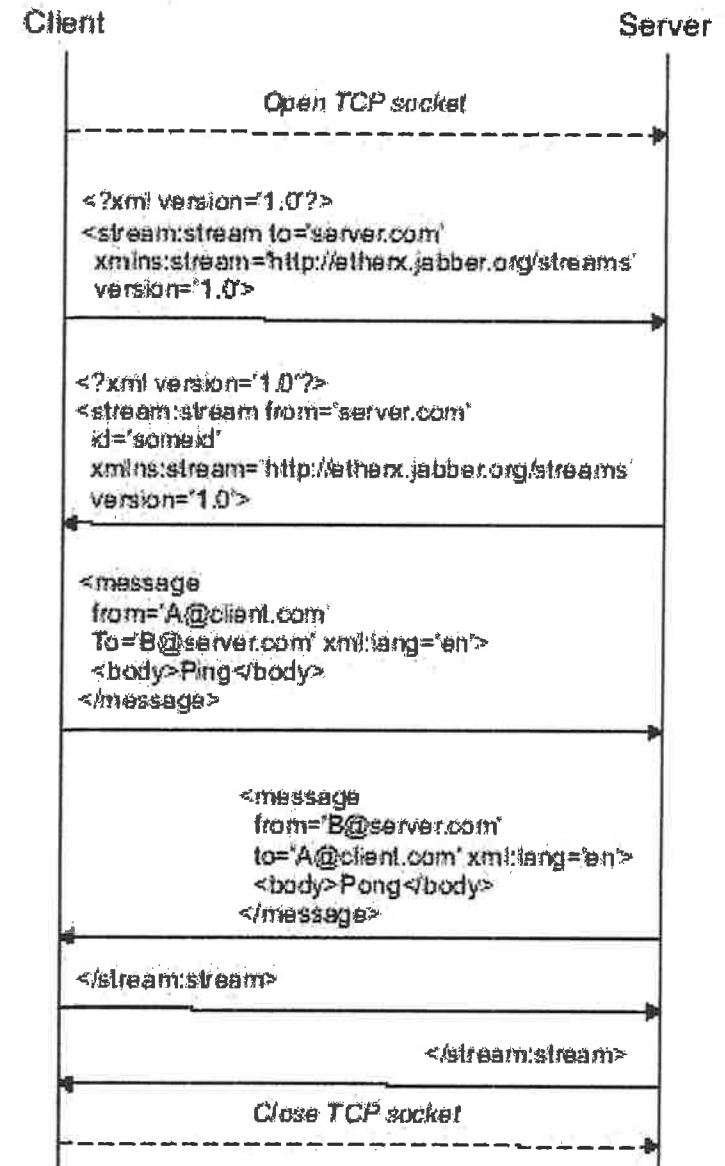 Client
Server
Open TCP socket
<?xml version='1.0'?>
<stream:stream to='server.com'
xmlns:stream='http://etherx.jabber.org/streams'
version='1.0'>
<?xml version='1.0'?>
<stream:stream from='server.com'
id='someid'
xmlns:stream='http://etherx.jabber.org/streams'
version='1.0'>
<message
from='A@client.com'
To='B@server.com' xml:lang='en'>
<body>Ping</body>
</message>
<message
from='B@server.com'
to='A@client.com' xml:lang='en'>
<body>Pong</body>
</message>
</stream:stream>
</stream:stream>
Close TCP socket